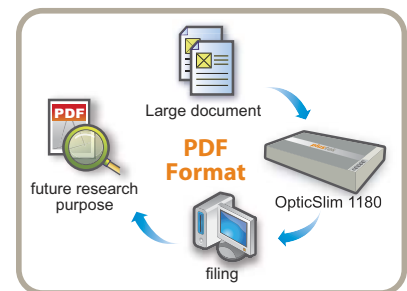 Large document
PDF
PDF
Format
future research
purpose
OpticSlim 1180
filing